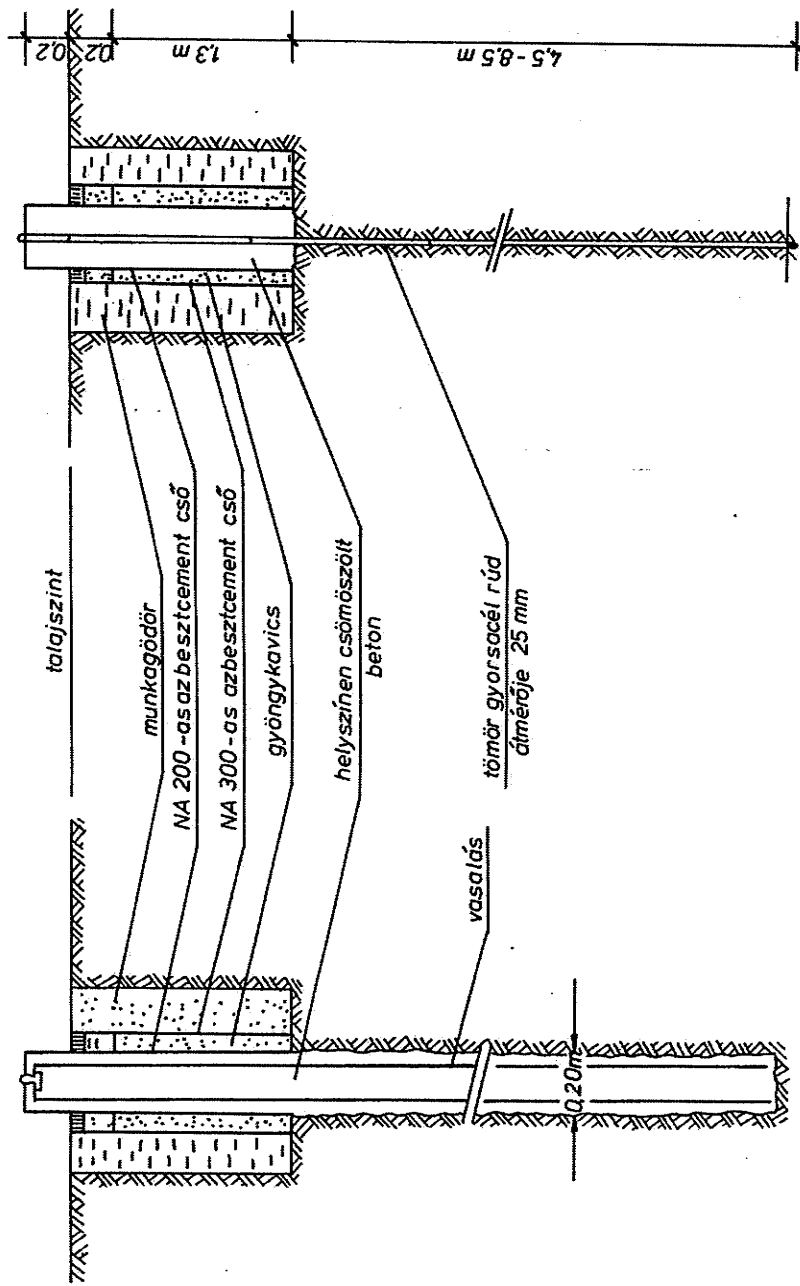 talajszint
munkagödör
NA 200-as azbesztcement cső
NA 300-as azbesztcement cső
gyöngykavics
helyszínen csömöszölt
beton
tömör gyorsacél rúd
átmérője 25 mm
vasalás
0,20m
0,2
0,2
1,3 m
4,5-8,5 m